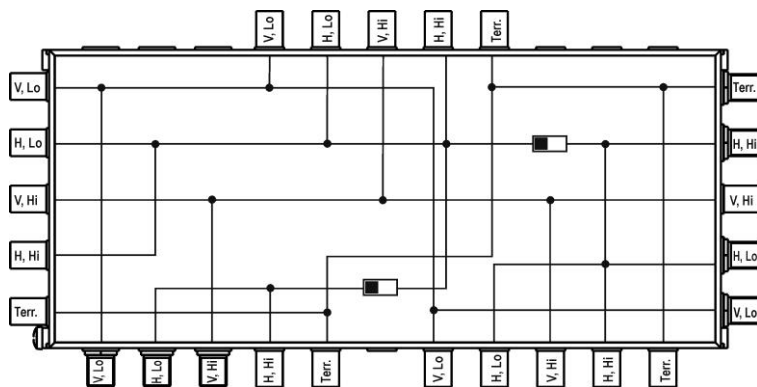 V, Lo
H, Lo
V, Hi
H, Hi
Terr.
V, Lo
H, Lo
V, Hi
H, Hi
Terr.
Terr.
H, Hi
V, Hi
H, Lo
V, Lo
V, Lo
H, Lo
V, Hi
H, Hi
Terr.
V, Lo
H, Lo
V, Hi
H, Hi
Terr.